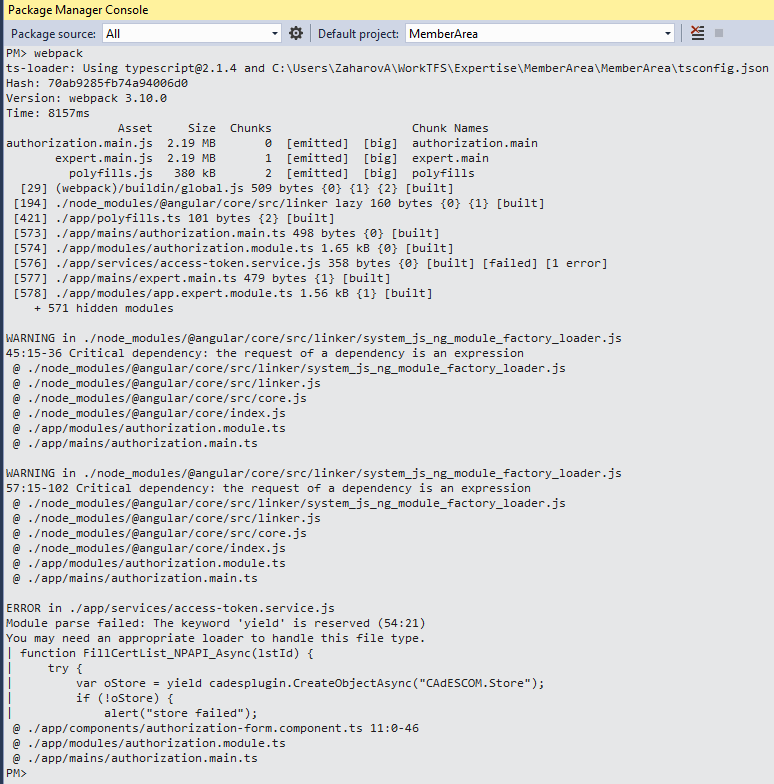 Package Manager Console
Package source: All Default project: MemberArea
PM> webpack
ts-loader: Using typescript@2.1.4 and C:\Users\ZaharovA\WorkTFS\Expertise\MemberArea\MemberArea\tsconfig.json
Hash: 70ab9285fb74a94006d0
Version: webpack 3.10.0
Time: 8157ms
Asset Size Chunks Chunk Names
authorization.main.js 2.19 MB 0 [emitted] [big] authorization.main
expert.main.js 2.19 MB 1 [emitted] [big] expert.main
polyfills.js 380 kB 2 [emitted] [big] polyfills
[29] (webpack)/buildin/global.js 509 bytes {0} {1} {2} [built]
[194] ./node_modules/@angular/core/src/linker lazy 160 bytes {0} {1} [built]
[421] ./app/polyfills.ts 101 bytes {2} [built]
[573] ./app/mains/authorization.main.ts 498 bytes {0} [built]
[574] ./app/modules/authorization.module.ts 1.65 kB {0} [built]
[576] ./app/services/access-token.service.js 358 bytes {0} [built] [failed] [1 error]
[577] ./app/mains/expert.main.ts 479 bytes {1} [built]
[578] ./app/modules/app.expert.module.ts 1.56 kB {1} [built]
+ 571 hidden modules
WARNING in ./node_modules/@angular/core/src/linker/system_js_ng_module_factory_loader.js
45:15-36 Critical dependency: the request of a dependency is an expression
@ ./node_modules/@angular/core/src/linker/system_js_ng_module_factory_loader.js
@ ./node_modules/@angular/core/src/linker.js
@ ./node_modules/@angular/core/src/core.js
@ ./node_modules/@angular/core/index.js
@ ./app/modules/authorization.module.ts
@ ./app/mains/authorization.main.ts
WARNING in ./node_modules/@angular/core/src/linker/system_js_ng_module_factory_loader.js
57:15-102 Critical dependency: the request of a dependency is an expression
@ ./node_modules/@angular/core/src/linker/system_js_ng_module_factory_loader.js
@ ./node_modules/@angular/core/src/linker.js
@ ./node_modules/@angular/core/src/core.js
@ ./node_modules/@angular/core/index.js
@ ./app/modules/authorization.module.ts
@ ./app/mains/authorization.main.ts
ERROR in ./app/services/access-token.service.js
Module parse failed: The keyword 'yield' is reserved (54:21)
You may need an appropriate loader to handle this file type.
| function FillCertList_NPAPI_Async(lstId) {
|     try {
|         var oStore = yield cadesplugin.CreateObjectAsync("CAdESCOM.Store");
|         if (!oStore) {
|             alert("store failed");
@ ./app/components/authorization-form.component.ts 11:0-46
@ ./app/modules/authorization.module.ts
@ ./app/mains/authorization.main.ts
PM>